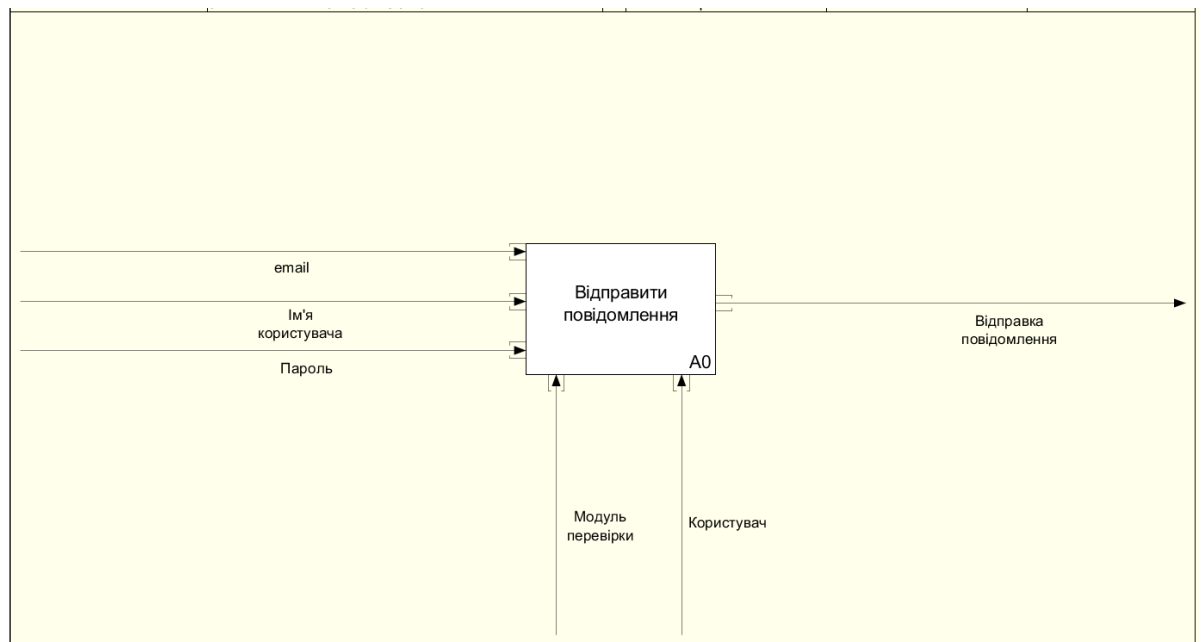 email
Ім'я
користувача
Пароль
Відправити
повідомлення
A0
Відправка
повідомлення
Модуль
перевірки
Користувач